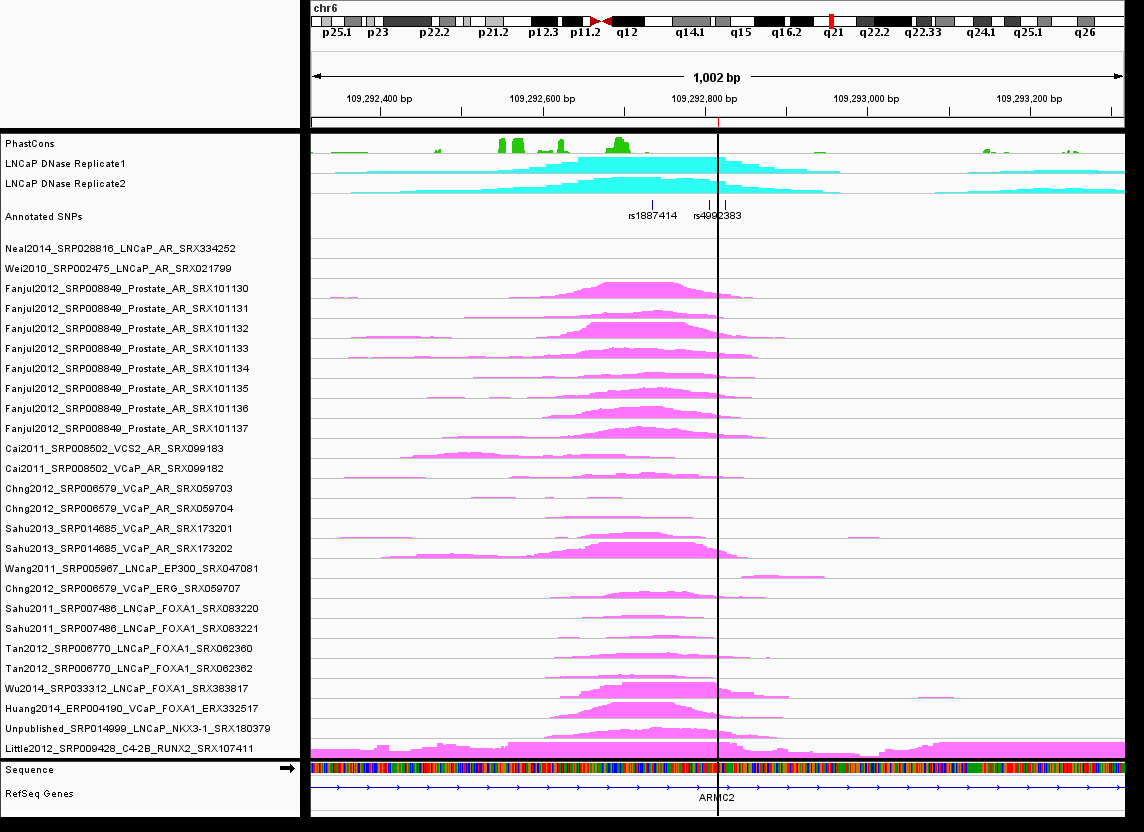 chr6
p25.1 p23 p22.2 p21.2 p12.3 p11.2 q12 q14.1 q15 q16.2 q21 q22.2 q22.33 q24.1 q25.1 q26
1,002 bp
109,292,400 bp 109,292,600 bp 109,292,800 bp 109,293,000 bp 109,293,200 bp
PhastCons
LNCaP DNase Replicate1
LNCaP DNase Replicate2
Annotated SNPs rs1887414 rs4992383
Neal2014_SRP028816_LNCaP_AR_SRX334252
Wei2010_SRP002475_LNCaP_AR_SRX021799
Fanjul2012_SRP008849_Prostate_AR_SRX101130
Fanjul2012_SRP008849_Prostate_AR_SRX101131
Fanjul2012_SRP008849_Prostate_AR_SRX101132
Fanjul2012_SRP008849_Prostate_AR_SRX101133
Fanjul2012_SRP008849_Prostate_AR_SRX101134
Fanjul2012_SRP008849_Prostate_AR_SRX101135
Fanjul2012_SRP008849_Prostate_AR_SRX101136
Fanjul2012_SRP008849_Prostate_AR_SRX101137
Cai2011_SRP008502_VCS2_AR_SRX099183
Cai2011_SRP008502_VCaP_AR_SRX099182
Chng2012_SRP006579_VCaP_AR_SRX059703
Chng2012_SRP006579_VCaP_AR_SRX059704
Sahu2013_SRP014685_VCaP_AR_SRX173201
Sahu2013_SRP014685_VCaP_AR_SRX173202
Wang2011_SRP005967_LNCaP_EP300_SRX047081
Chng2012_SRP006579_VCaP_ERG_SRX059707
Sahu2011_SRP007486_LNCaP_FOXA1_SRX083220
Sahu2011_SRP007486_LNCaP_FOXA1_SRX083221
Tan2012_SRP006770_LNCaP_FOXA1_SRX062360
Tan2012_SRP006770_LNCaP_FOXA1_SRX062362
Wu2014_SRP033312_LNCaP_FOXA1_SRX383817
Huang2014_ERP004190_VCaP_FOXA1_ERX332517
Unpublished_SRP014999_LNCaP_NKX3-1_SRX180379
Little2012_SRP009428_C4-2B_RUNX2_SRX107411
Sequence
RefSeq Genes
ARMC2